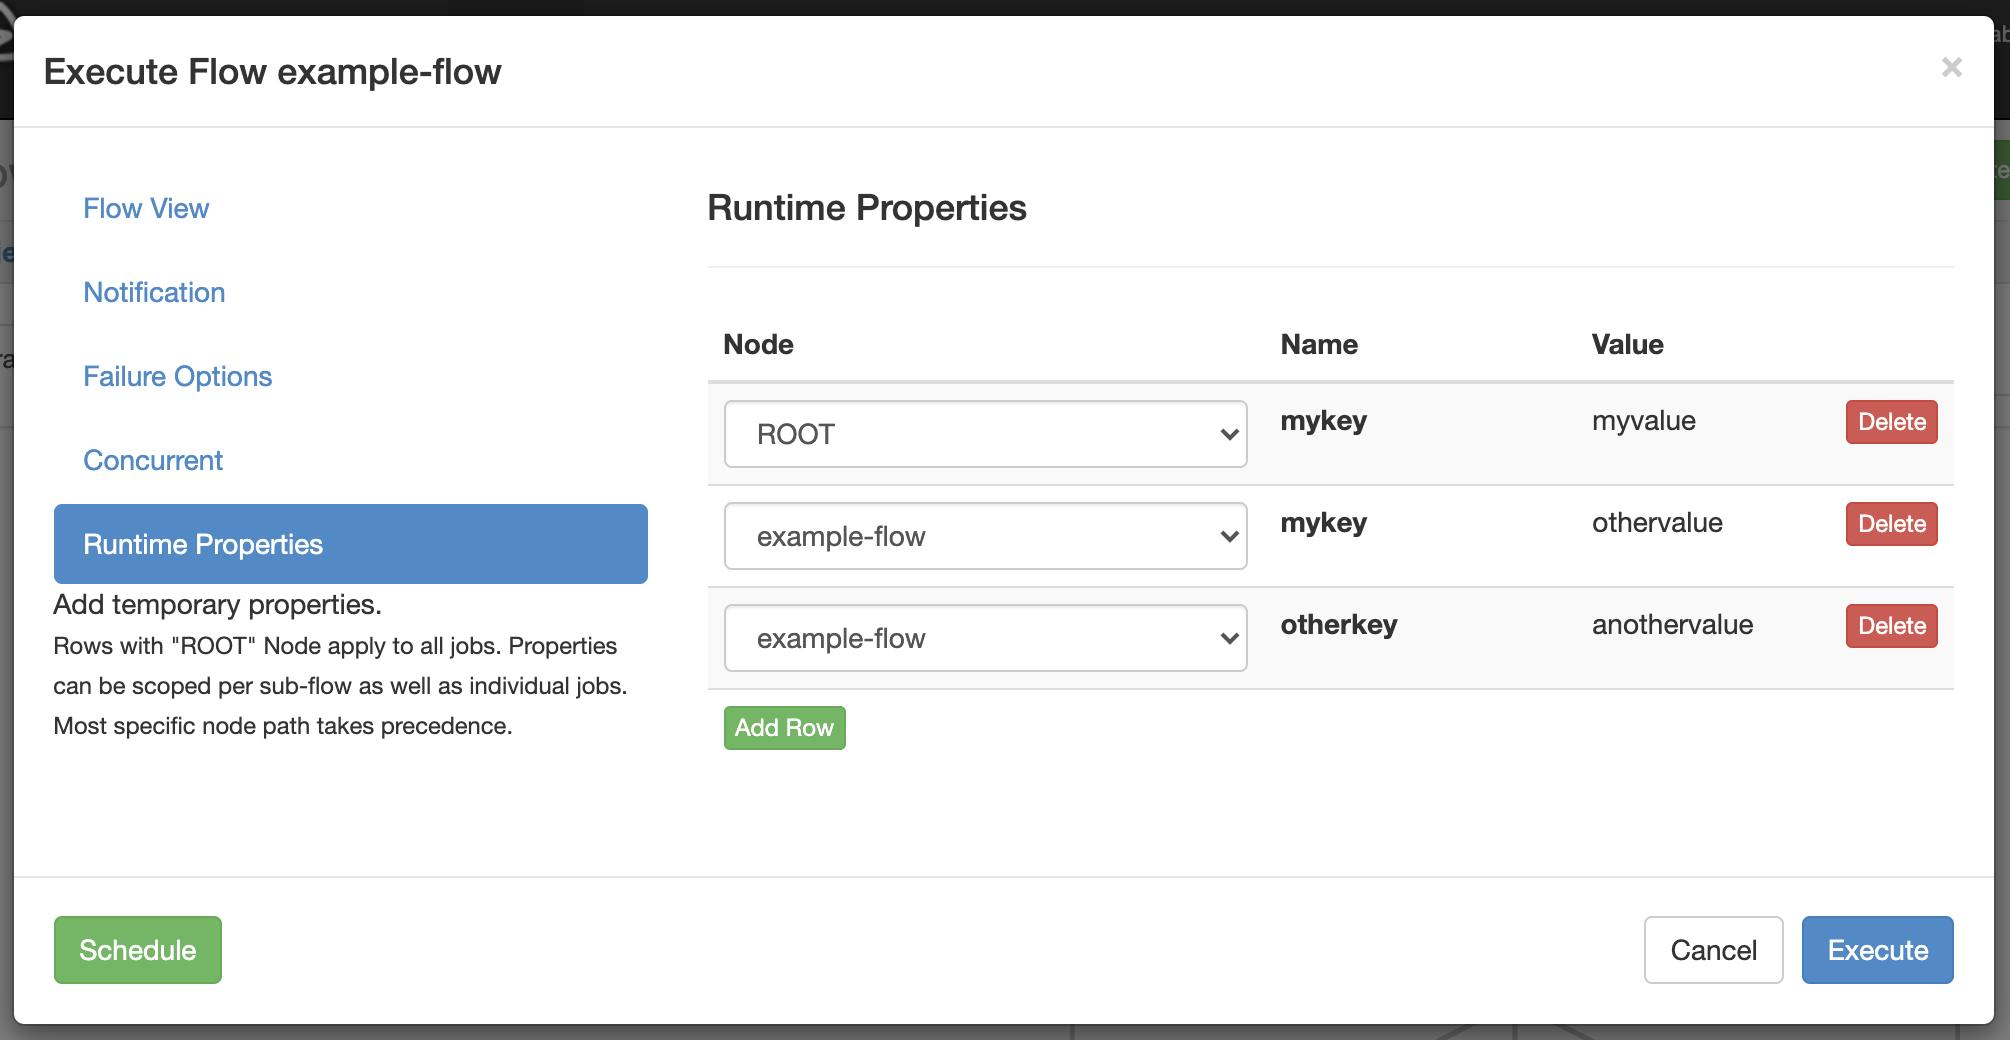 Execute Flow example-flow
×
Flow View
Notification
Failure Options
Concurrent
Runtime Properties
Add temporary properties.
Rows with "ROOT" Node apply to all jobs. Properties
can be scoped per sub-flow as well as individual jobs.
Most specific node path takes precedence.
Runtime Properties
Node Name Value
ROOT mykey myvalue Delete
example-flow mykey othervalue Delete
example-flow otherkey anothervalue Delete
Add Row
Schedule Cancel Execute